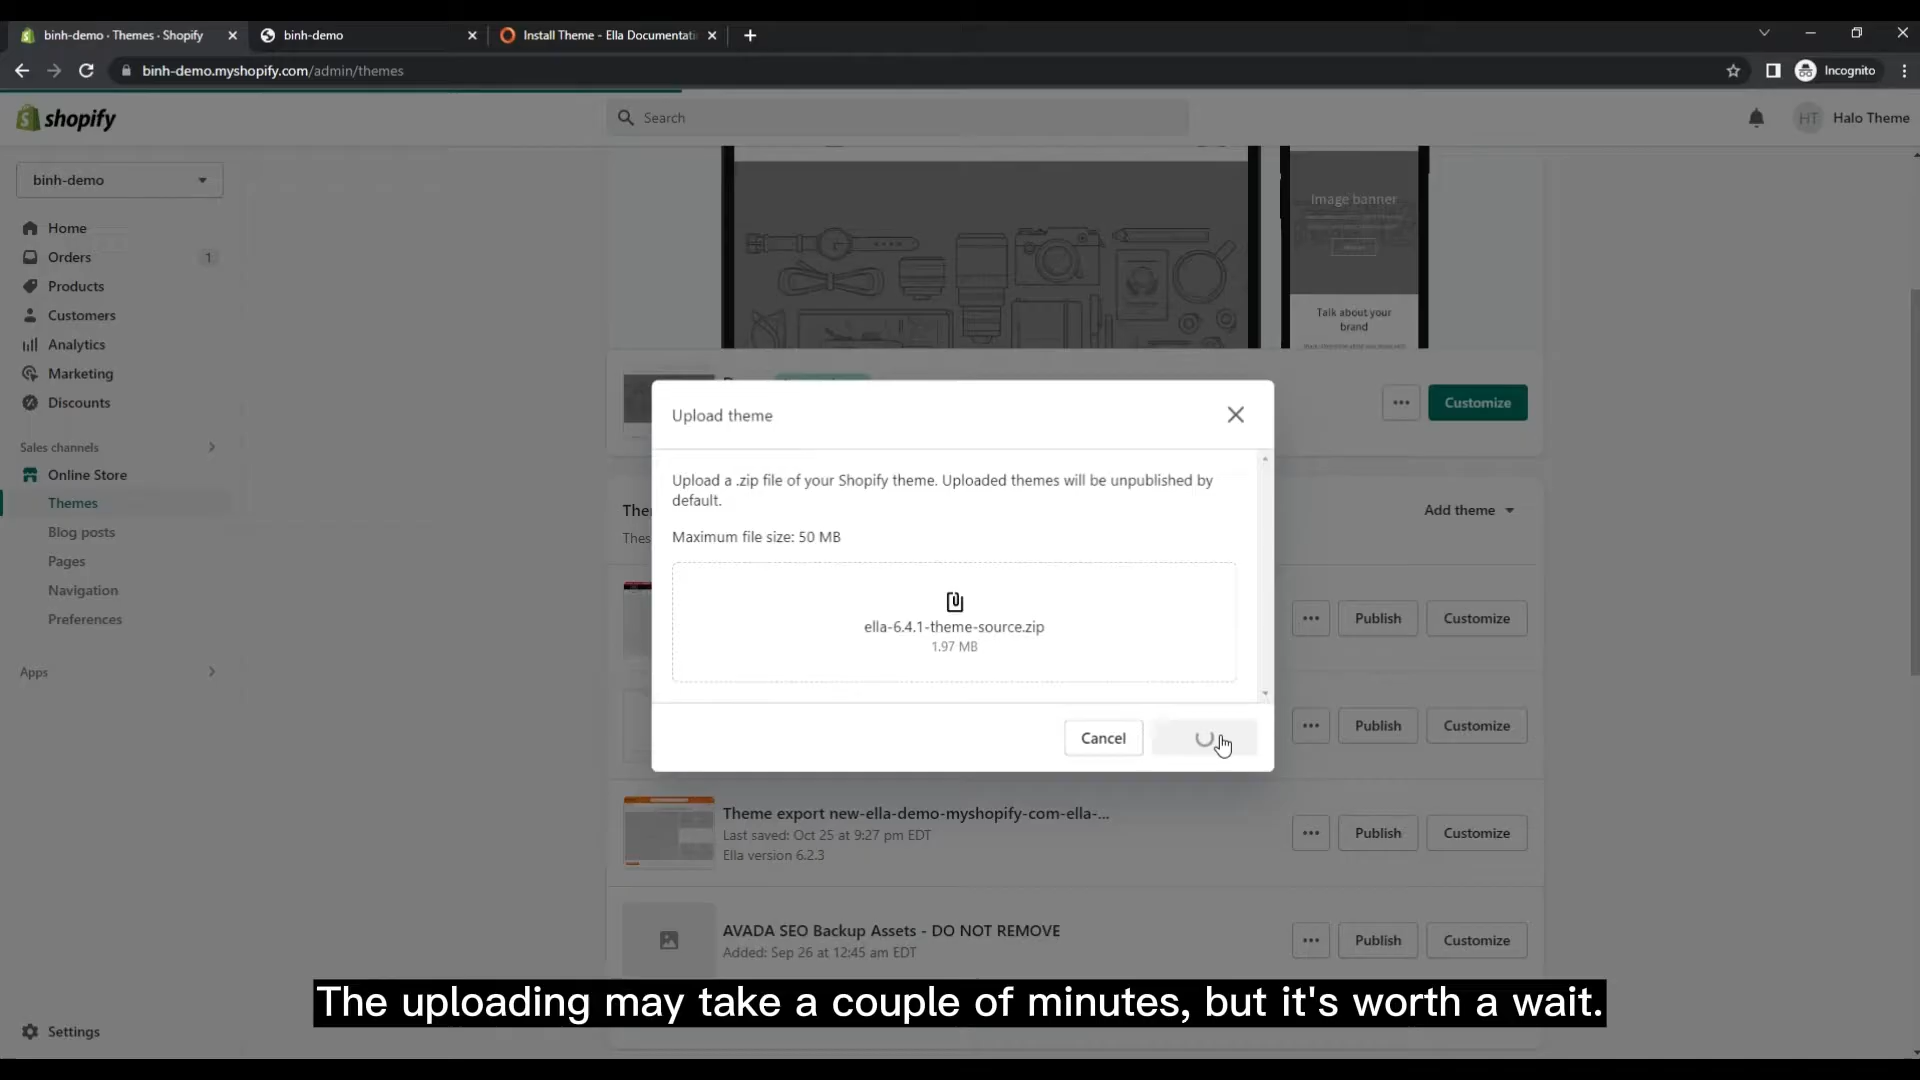 binh-demo · Themes · Shopify
binh-demo
Install Theme - Ella Documentati
binh-demo.myshopify.com/admin/themes
Incognito
shopify
Search
HT
Halo Theme
binh-demo
Home
Orders
1
Products
Customers
Analytics
Marketing
Discounts
Sales channels
Online Store
Themes
Blog posts
Pages
Navigation
Preferences
Apps
Settings
Image banner
Talk about your
brand
Customize
Upload theme
Upload a .zip file of your Shopify theme. Uploaded themes will be unpublished by
default.
Maximum file size: 50 MB
ella-6.4.1-theme-source.zip
1.97 MB
Cancel
Add theme
Publish
Customize
Publish
Customize
Theme export new-ella-demo-myshopify-com-ella-...
Last saved: Oct 25 at 9:27 pm EDT
Ella version 6.2.3
Publish
Customize
AVADA SEO Backup Assets - DO NOT REMOVE
Added: Sep 26 at 12:45 am EDT
Publish
Customize
The uploading may take a couple of minutes, but it's worth a wait.